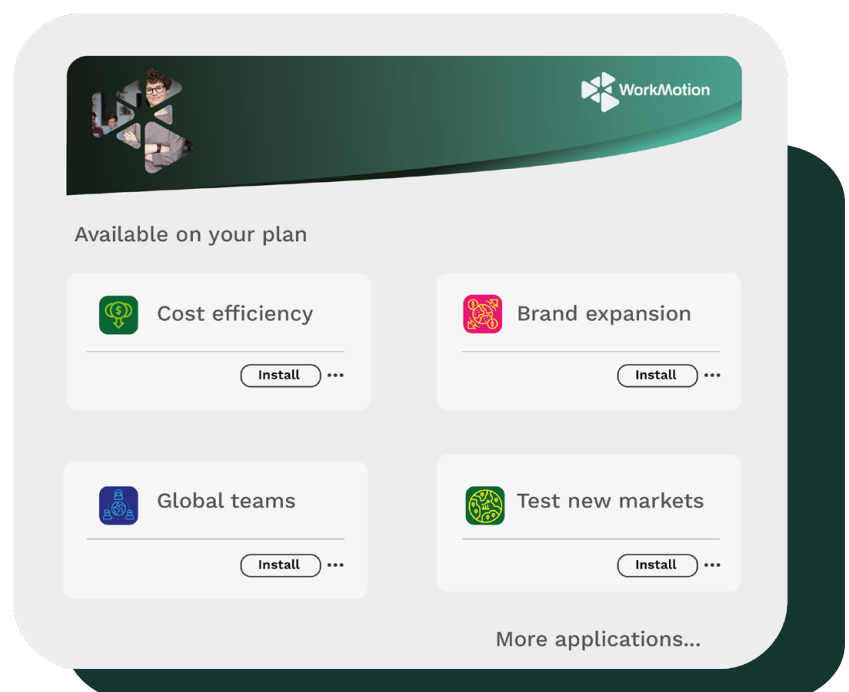 WorkMotion
Available on your plan
Cost efficiency
Brand expansion
Install
Install
Global teams
Test new markets
Install
Install
More applications...